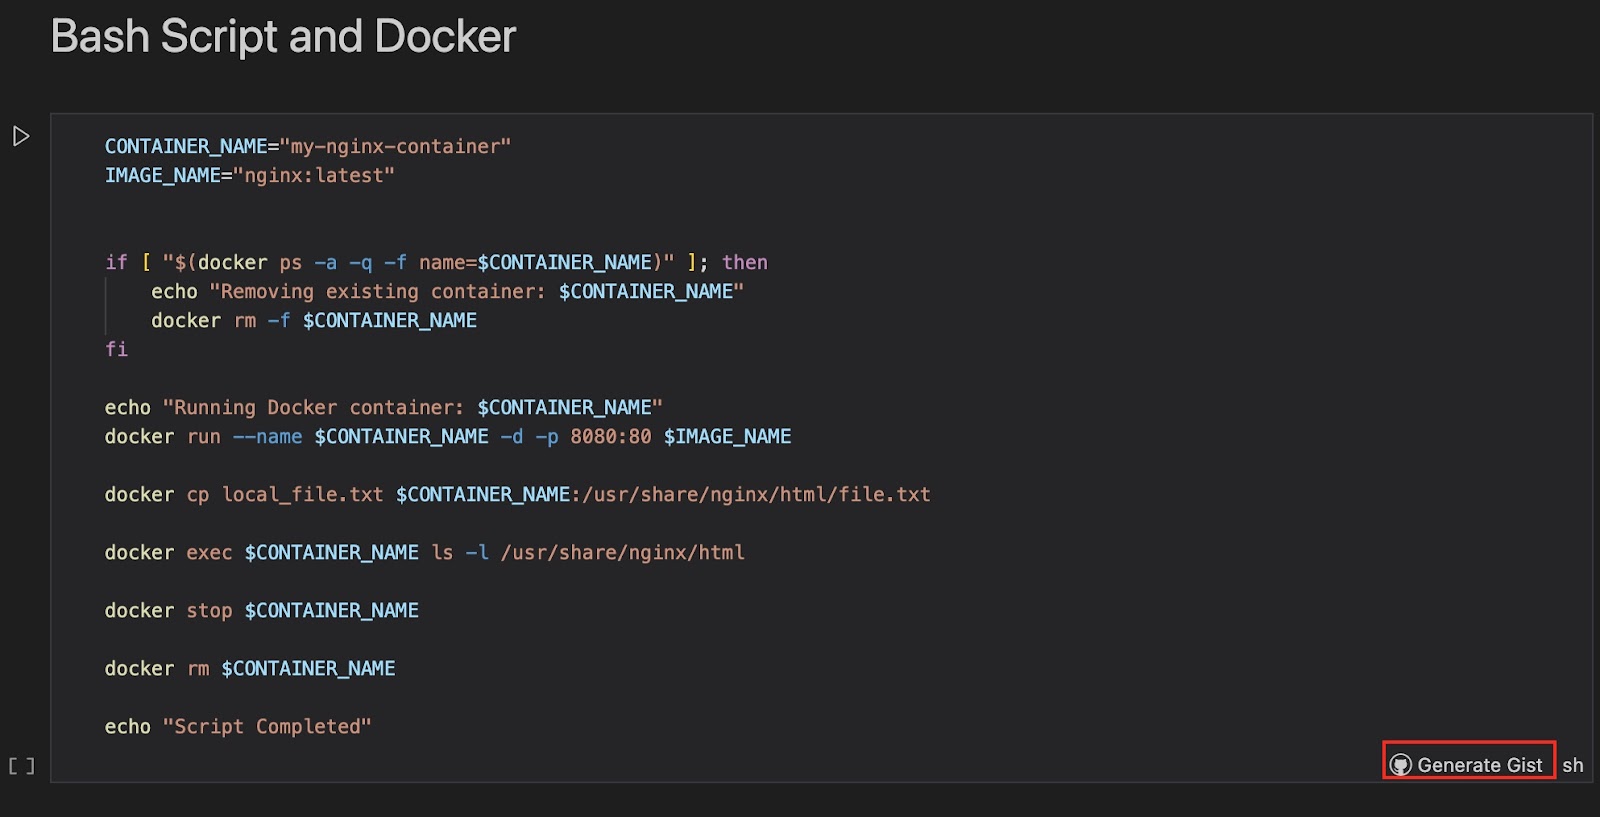 Bash Script and Docker
CONTAINER_NAME="my-nginx-container"
IMAGE_NAME="nginx:latest"
if [ "$(docker ps -a -q -f name=$CONTAINER_NAME)" ]; then
echo "Removing existing container: $CONTAINER_NAME"
docker rm -f $CONTAINER_NAME
fi
echo "Running Docker container: $CONTAINER_NAME"
docker run --name $CONTAINER_NAME -d -p 8080:80 $IMAGE_NAME
docker cp local_file.txt $CONTAINER_NAME:/usr/share/nginx/html/file.txt
docker exec $CONTAINER_NAME ls -l /usr/share/nginx/html
docker stop $CONTAINER_NAME
docker rm $CONTAINER_NAME
echo "Script Completed"
[ ]
Generate Gist sh